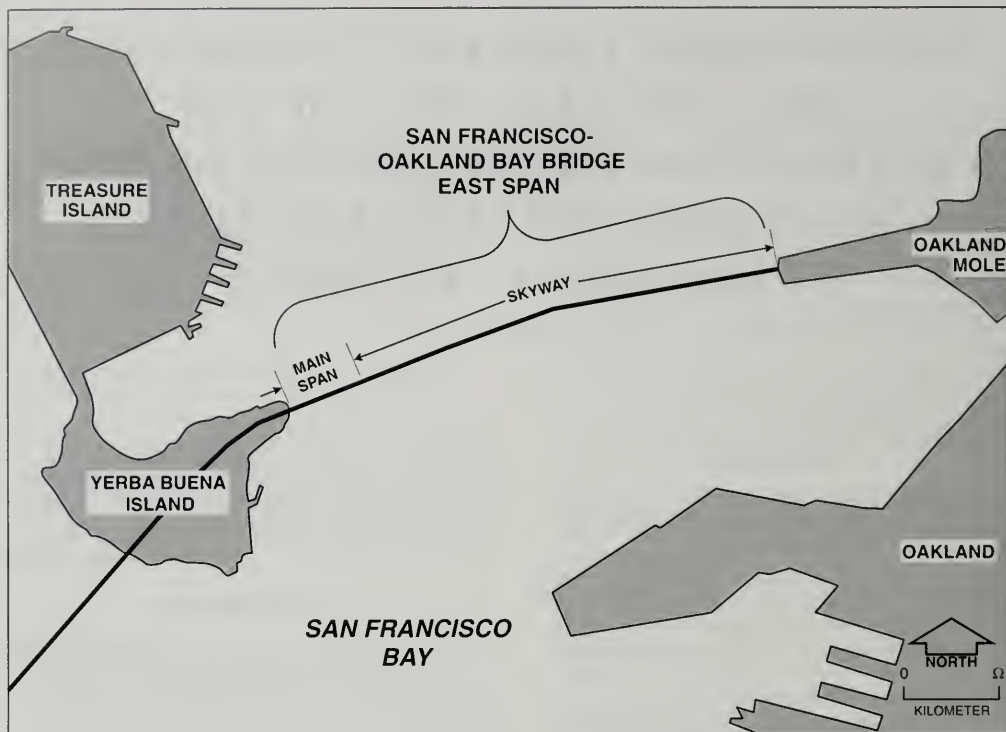 SAN FRANCISCO-
OAKLAND BAY BRIDGE
EAST SPAN
TREASURE
ISLAND
OAKLAND
MOLE
SKYWAY
MAIN
SPAN
YERBA BUENA
ISLAND
OAKLAND
SAN FRANCISCO
BAY
NORTH
0 Ω
KILOMETER